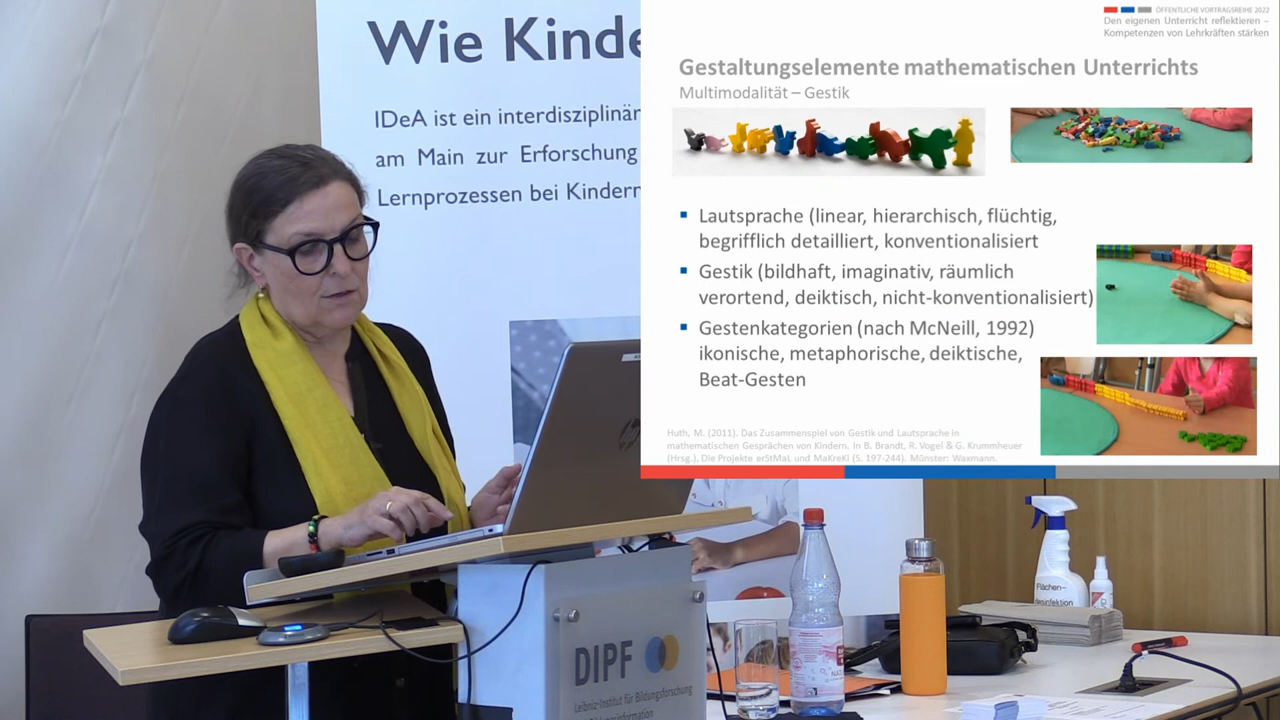 Wie Kinde
IDeA ist ein interdisziplinär
am Main zur Erforschung
Lernprozessen bei Kindern
ÖFFENTLICHE VORTRAGSREIHE 2022
Den eigenen Unterricht reflektieren –
Kompetenzen von Lehrkräften stärken
Gestaltungselemente mathematischen Unterrichts
Multimodalität – Gestik
Lautsprache (linear, hierarchisch, flüchtig,
begrifflich detailliert, konventionalisiert
Gestik (bildhaft, imaginativ, räumlich
verortend, deiktisch, nicht-konventionalisiert)
Gestenkategorien (nach McNeill, 1992)
ikonische, metaphorische, deiktische,
Beat-Gesten
Huth, M. (2011). Das Zusammenspiel von Gestik und Lautsprache in
mathematischen Gesprächen von Kindern. In B. Brandt, R. Vogel & G. Krummheuer
(Hrsg.), Die Projekte erStMaL und MaKreKi (S. 197-244). Münster: Waxmann.
hp
DIPF
Leibniz-Institut für Bildungsforschung
Flächen-
desinfektion